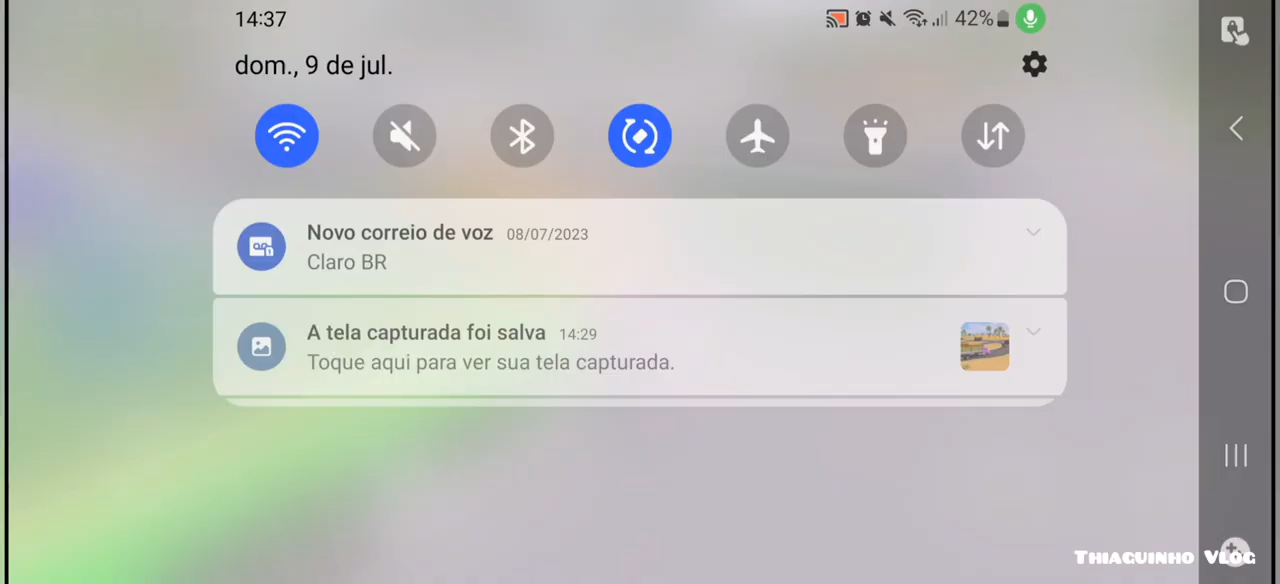 14:37
42%
dom., 9 de jul.
Novo correio de voz 08/07/2023
Claro BR
A tela capturada foi salva 14:29
Toque aqui para ver sua tela capturada.
Thiaguinho Vlog